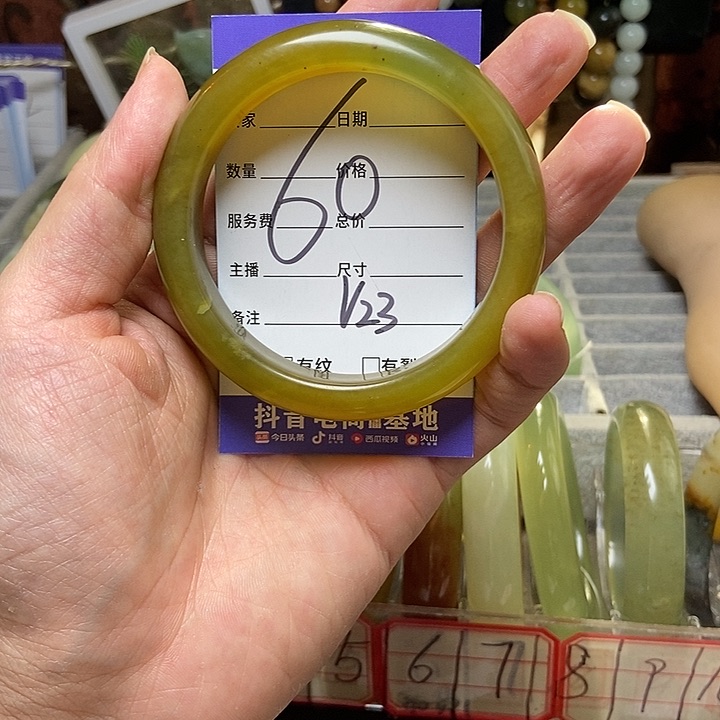 家 日期
60
数量 价格
服务费 总价
主播 尺寸
V23
备注
有纹 □有裂
抖音电商 基地
今日头条 抖音 西瓜视频 火山
5 6 7 8 9